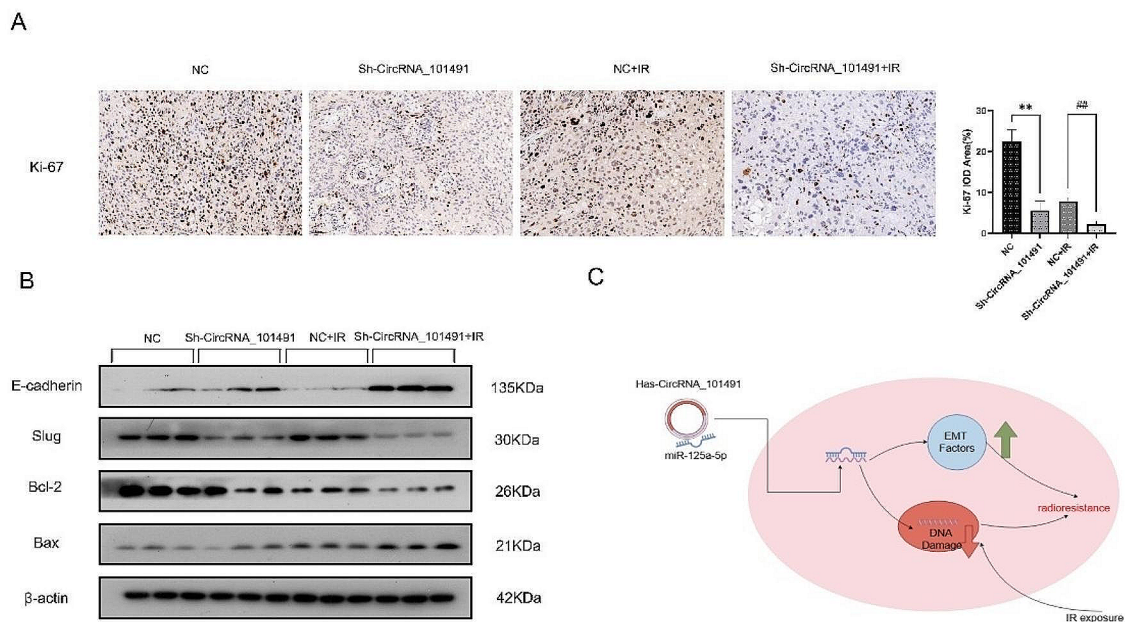 A
NC
Sh-CircRNA_101491
NC+IR
Sh-CircRNA_101491+IR
Ki-67
Ki-67 IOD Area(%)
30
20
10
0
**
##
NC
Sh-CircRNA_101491
NC+IR
Sh-CircRNA_101491+IR
B
NC
Sh-CircRNA_101491
NC+IR
Sh-CircRNA_101491+IR
E-cadherin
135KDa
Slug
30KDa
Bcl-2
26KDa
Bax
21KDa
β-actin
42KDa
C
Has-CircRNA_101491
miR-125a-5p
EMT
Factors
DNA
Damage
radioresistance
IR exposure